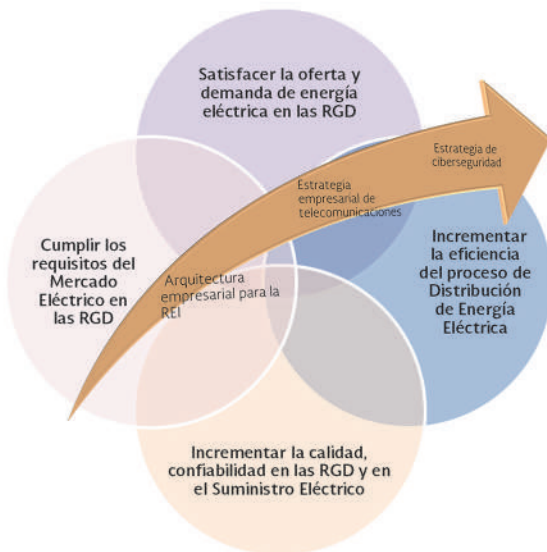 Satisfacer la oferta y
demanda de energía
eléctrica en las RGD
Estrategia de
ciberseguridad
Estrategia
empresarial de
telecomunicaciones
Cumplir los
requisitos del
Mercado
Eléctrico en
las RGD
Arquitectura
empresarial para la
REI
Incrementar
la eficiencia
del proceso de
Distribución
de Energía
Eléctrica
Incrementar la calidad,
confiabilidad en las RGD y en
el Suministro Eléctrico